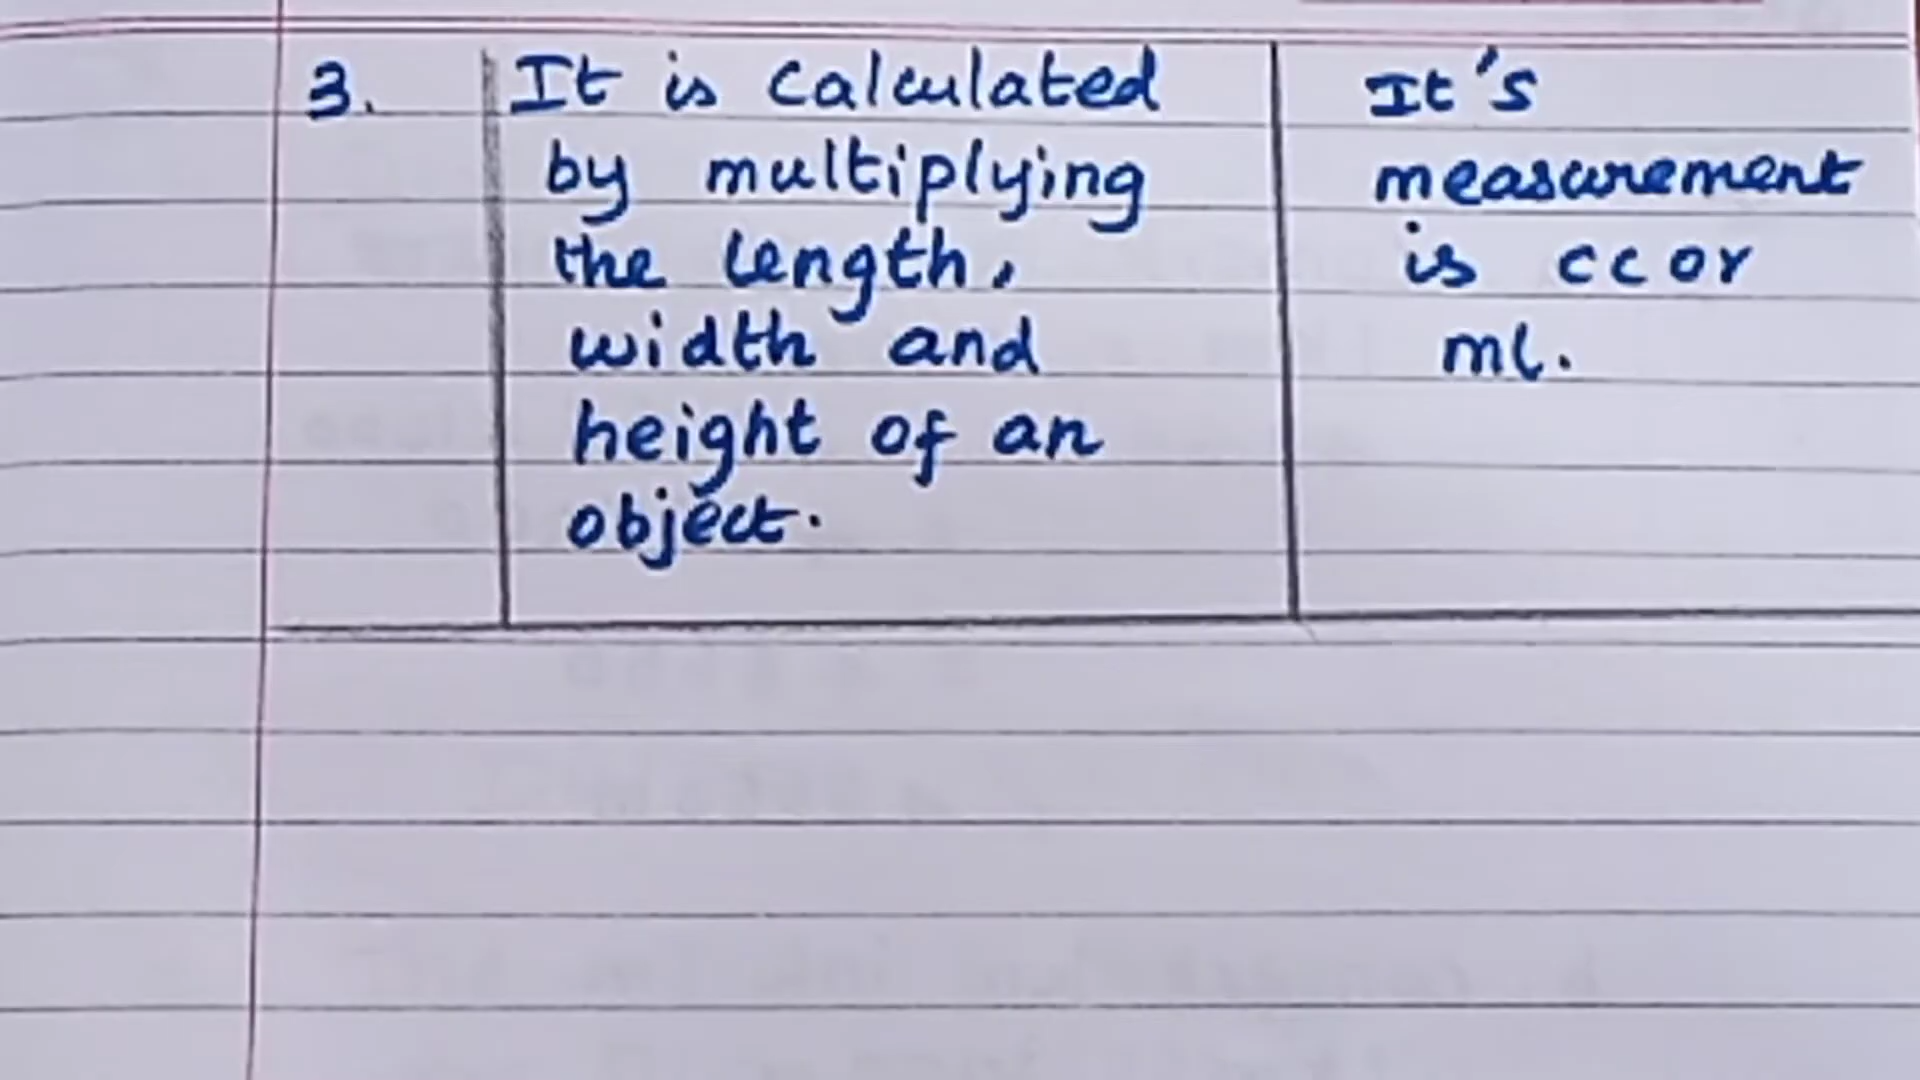 3. It is calculated
by multiplying
the length,
width and
height of an
object.
It's
measurement
is cc or
ml.